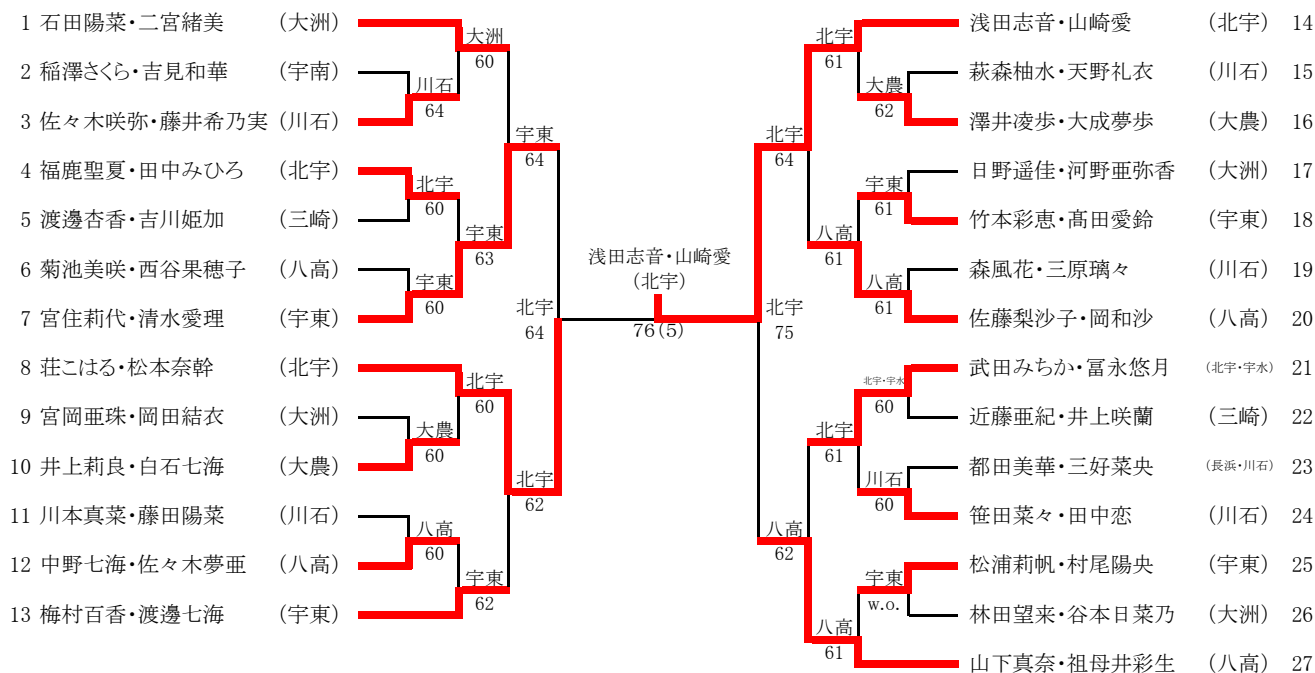 1 石田陽菜・二宮緒美 (大洲)
2 稲澤さくら・吉見和華 (宇南)
3 佐々木咲弥・藤井希乃実 (川石)
4 福鹿聖夏・田中みひろ (北宇)
5 渡邊杏香・吉川姫加 (三崎)
6 菊池美咲・西谷果穂子 (八高)
7 宮住莉代・清水愛理 (宇東)
8 荘こはる・松本奈幹 (北宇)
9 宮岡亜珠・岡田結衣 (大洲)
10 井上莉良・白石七海 (大農)
11 川本真菜・藤田陽菜 (川石)
12 中野七海・佐々木夢亜 (八高)
13 梅村百香・渡邊七海 (宇東)
川石
64
北宇
60
宇東
60
大農
60
八高
60
大洲
60
宇東
63
北宇
60
宇東
62
宇東
64
北宇
62
北宇
64
浅田志音・山崎愛
(北宇)
76(5)
北宇
75
北宇
64
八高
62
北宇
61
八高
61
北宇
61
八高
61
大農
62
宇東
61
八高
61
北宇・宇水
60
川石
60
宇東
w.o.
浅田志音・山崎愛 (北宇) 14
萩森柚水・天野礼衣 (川石) 15
澤井凌歩・大成夢歩 (大農) 16
日野遥佳・河野亜弥香 (大洲) 17
竹本彩恵・髙田愛鈴 (宇東) 18
森風花・三原璃々 (川石) 19
佐藤梨沙子・岡和沙 (八高) 20
武田みちか・冨永悠月 (北宇・宇水) 21
近藤亜紀・井上咲蘭 (三崎) 22
都田美華・三好菜央 (長浜・川石) 23
笹田菜々・田中恋 (川石) 24
松浦莉帆・村尾陽央 (宇東) 25
林田望来・谷本日菜乃 (大洲) 26
山下真奈・祖母井彩生 (八高) 27